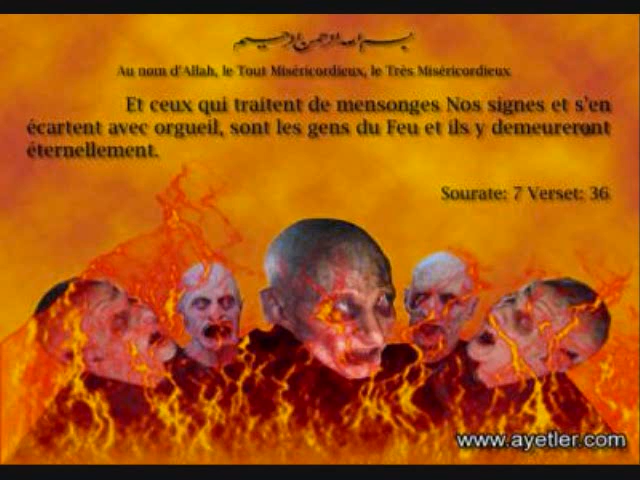 بسم الله الرحمن الرحيم
Au nom d'Allah, le Tout Miséricordieux, le Très Miséricordieux
Et ceux qui traitent de mensonges Nos signes et s'en
écartent avec orgueil, sont les gens du Feu et ils y demeureront
éternellement.
Sourate: 7 Verset: 36
www.ayetler.com